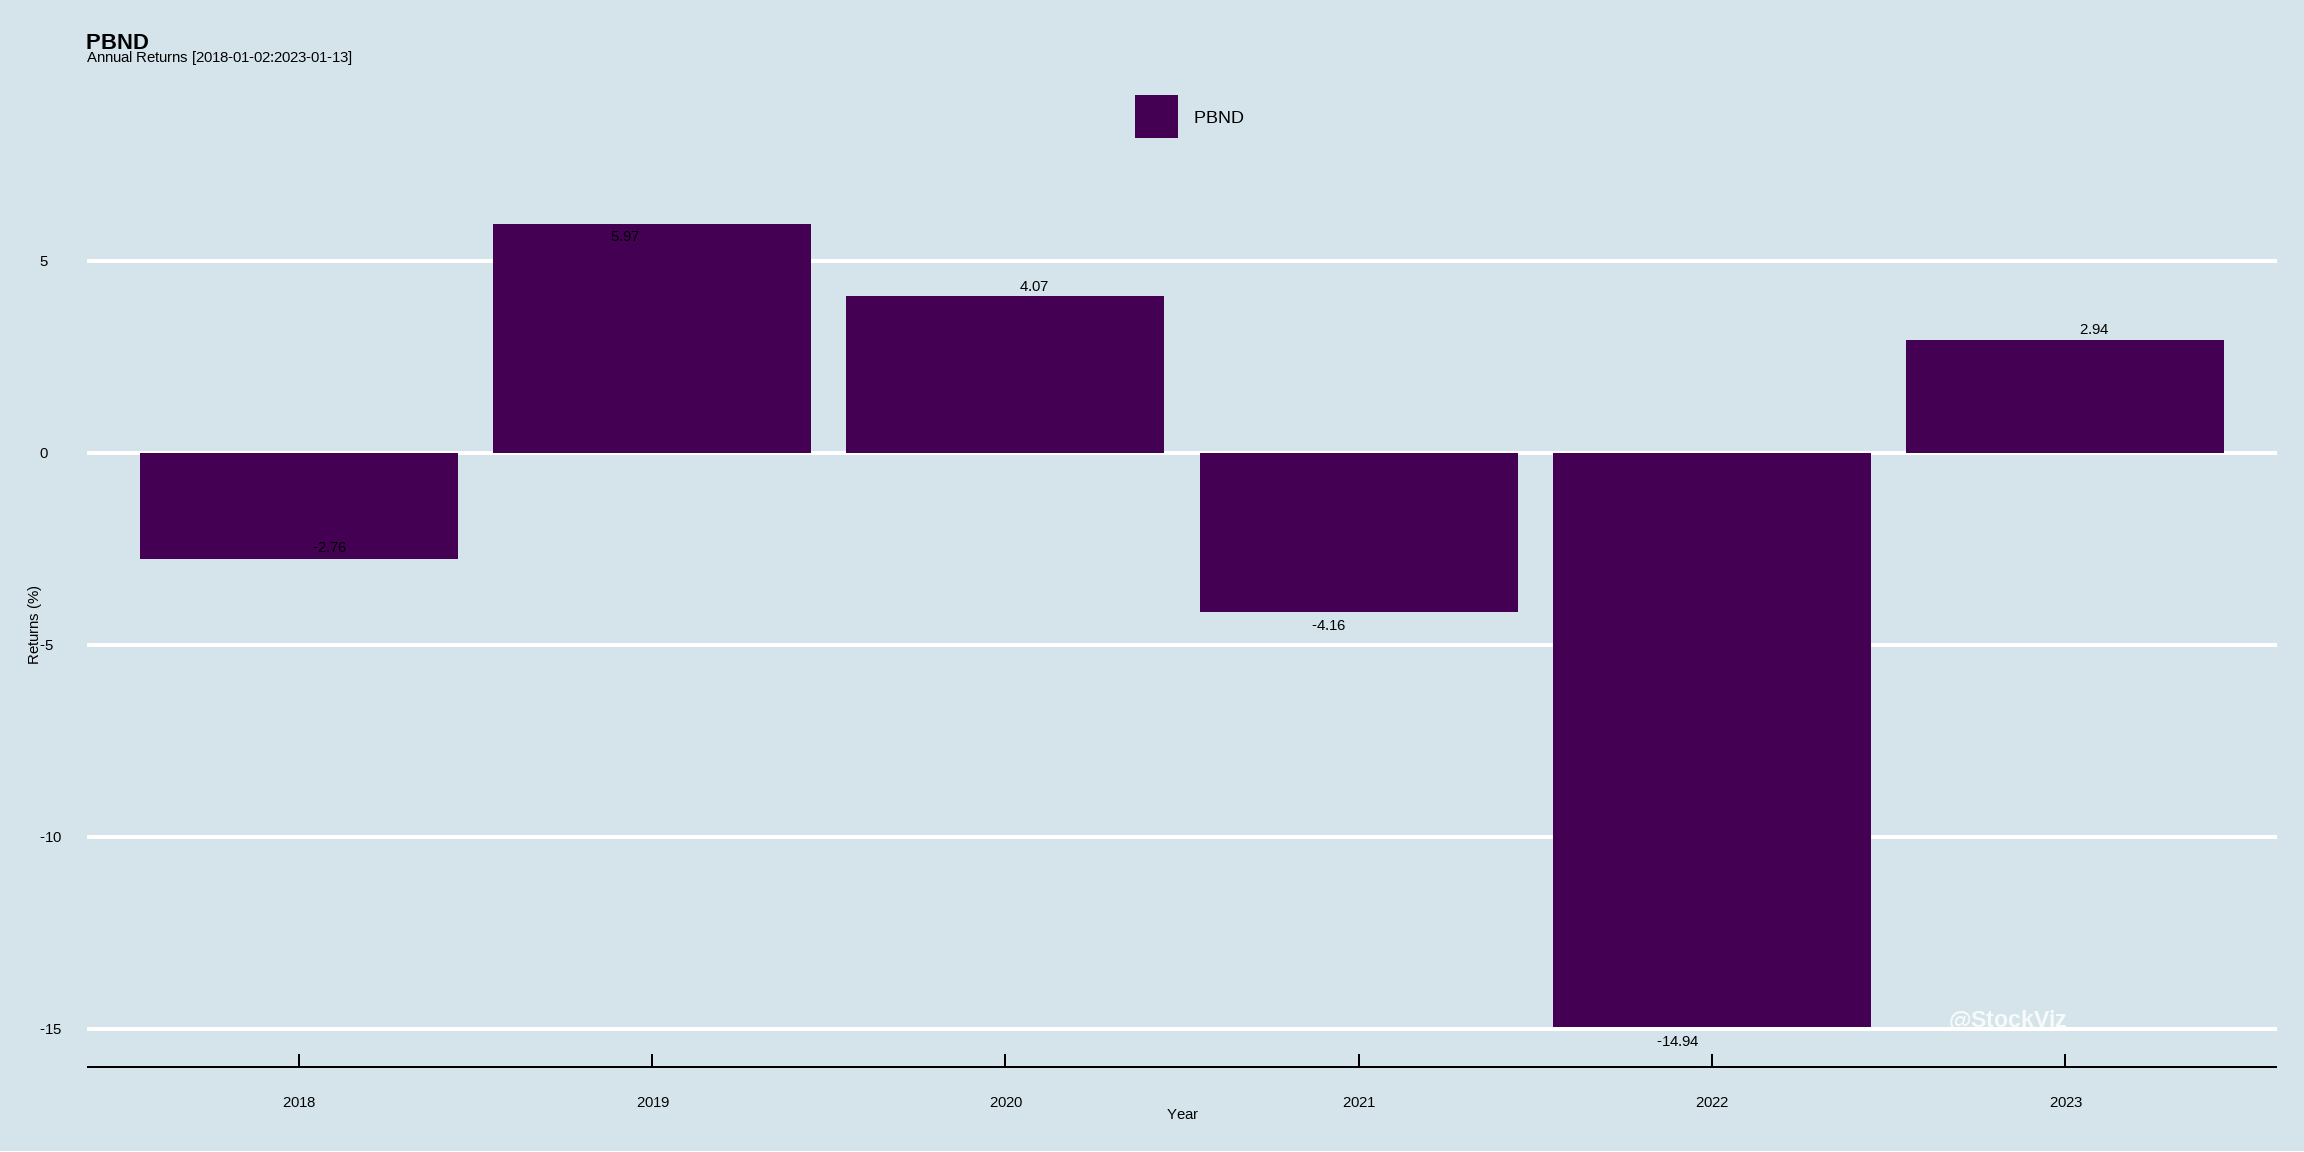 PBND
Annual Returns [2018-01-02:2023-01-13]
PBND
5.97
5
4.07
2.94
0
-2.76
Returns (%)
-4.16
-5
-10
@StockViz
-15
-14.94
2018 2019 2020 2021 2022 2023
Year